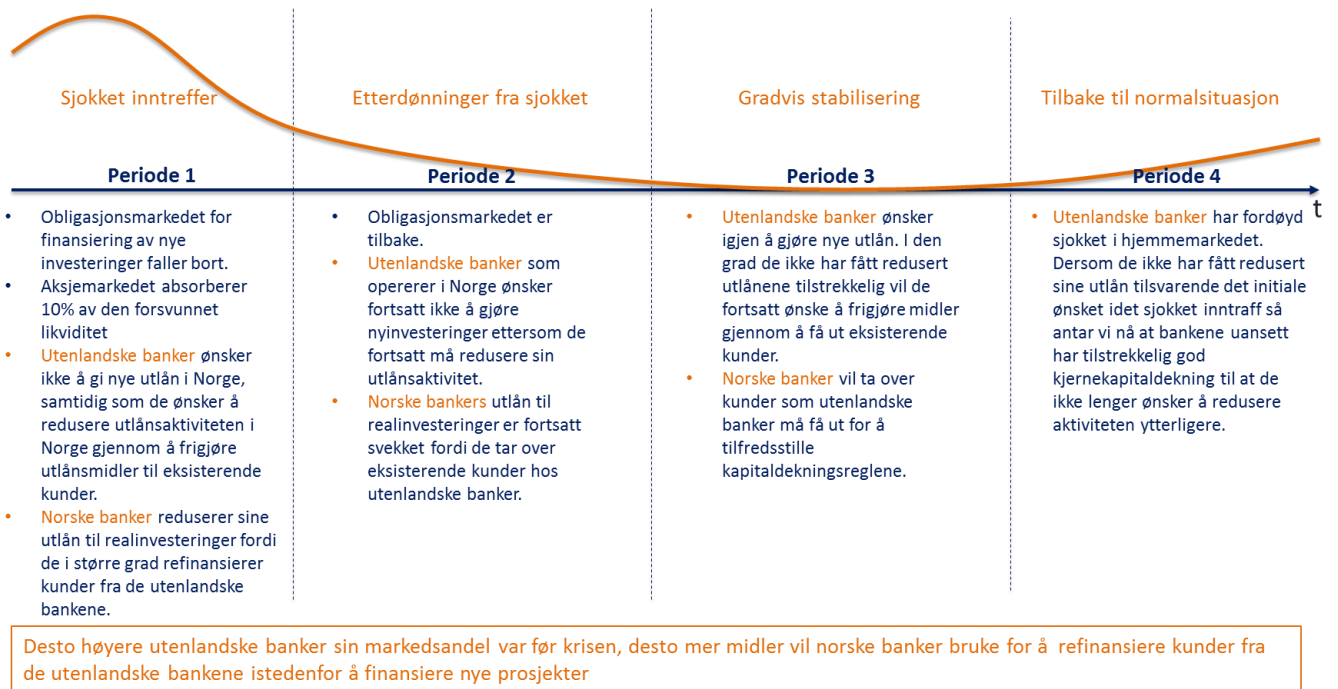 Sjokket inntreffer
Etterdønninger fra sjokket
Gradvis stabilisering
Tilbake til normalsituasjon
Periode 1
Periode 2
Periode 3
Periode 4
t
• Obligasjonsmarkedet for
finansiering av nye
investeringer faller bort.
• Aksjemarkedet absorberer
10% av den forsvunnet
likviditet
• Utenlandske banker ønsker
ikke å gi nye utlån i Norge,
samtidig som de ønsker å
redusere utlånsaktiviteten i
Norge gjennom å frigjøre
utlånsmidler til eksisterende
kunder.
• Norske banker reduserer sine
utlån til realinvesteringer fordi
de i større grad refinansierer
kunder fra de utenlandske
bankene.
• Obligasjonsmarkedet er
tilbake.
• Utenlandske banker som
opererer i Norge ønsker
fortsatt ikke å gjøre
nyinvesteringer ettersom de
fortsatt må redusere sin
utlånsaktivitet.
• Norske bankers utlån til
realinvesteringer er fortsatt
svekket fordi de tar over
eksisterende kunder hos
utenlandske banker.
• Utenlandske banker ønsker
igjen å gjøre nye utlån. I den
grad de ikke har fått redusert
utlånene tilstrekkelig vil de
fortsatt ønske å frigjøre midler
gjennom å få ut eksisterende
kunder.
• Norske banker vil ta over
kunder som utenlandske
banker må få ut for å
tilfredsstille
kapitaldekningsreglene.
• Utenlandske banker har fordøyd
sjokket i hjemmemarkedet.
Dersom de ikke har fått redusert
sine utlån tilsvarende det initiale
ønsket idet sjokket inntraff så
antar vi nå at bankene uansett
har tilstrekkelig god
kjernekapitaldekning til at de
ikke lenger ønsker å redusere
aktiviteten ytterligere.
Desto høyere utenlandske banker sin markedsandel var før krisen, desto mer midler vil norske banker bruke for å refinansiere kunder fra
de utenlandske bankene istedenfor å finansiere nye prosjekter